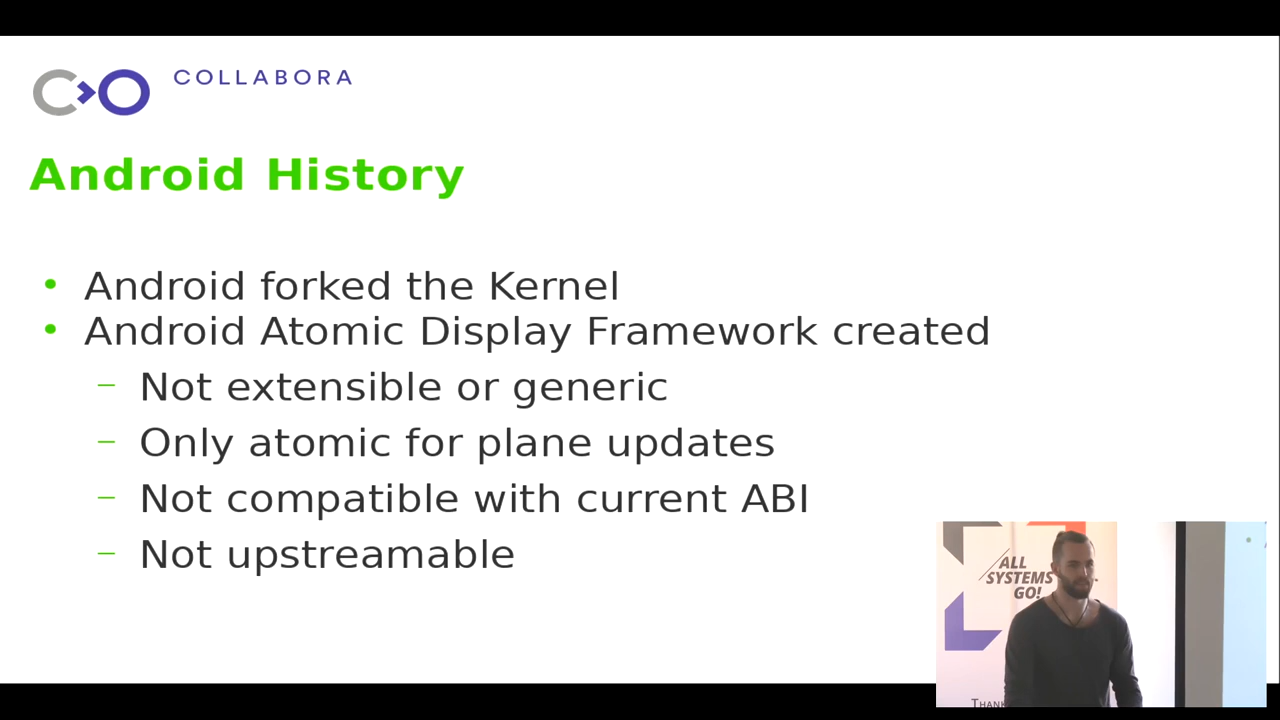 COLLABORA
Android History
• Android forked the Kernel
• Android Atomic Display Framework created
– Not extensible or generic
– Only atomic for plane updates
– Not compatible with current ABI
– Not upstreamable
ALL
SYSTEMS
GO!
THANK